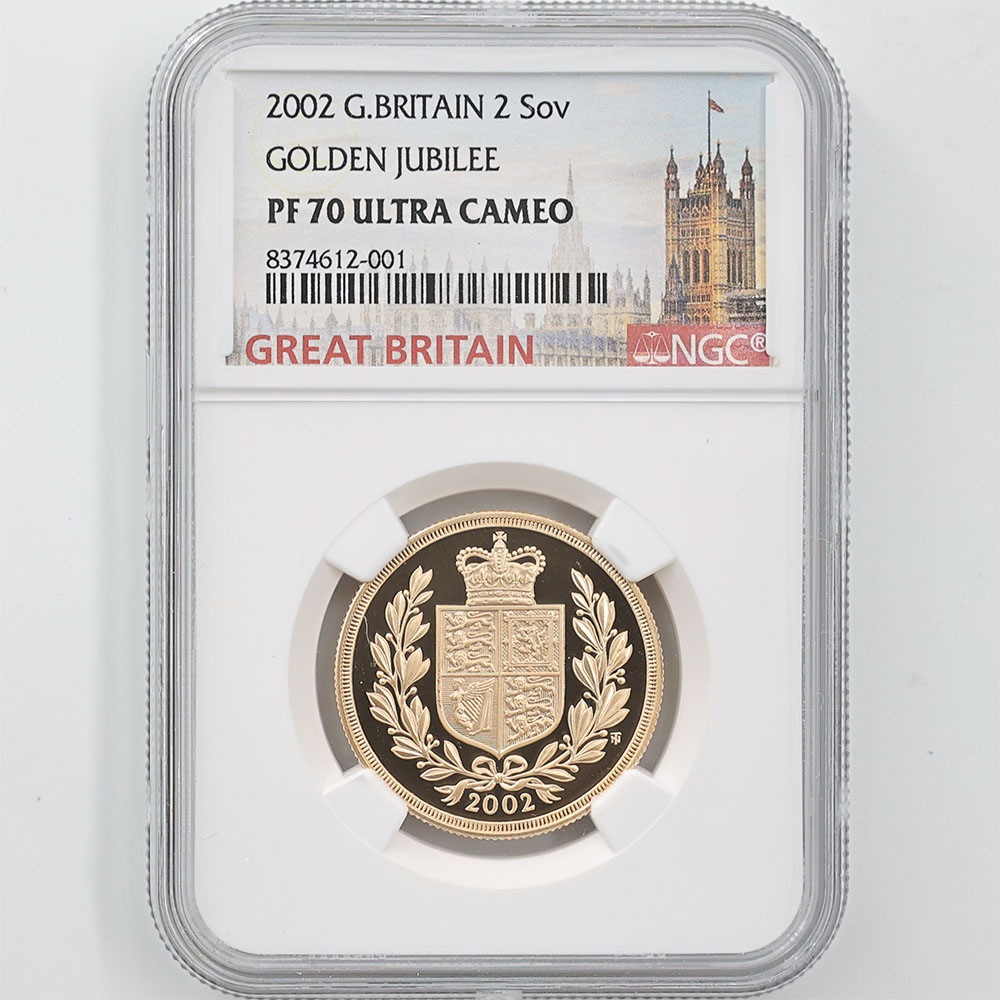 2002 G.BRITAIN 2 Sov
GOLDEN JUBILEE
PF 70 ULTRA CAMEO
8374612-001
GREAT BRITAIN
NGC®
2002